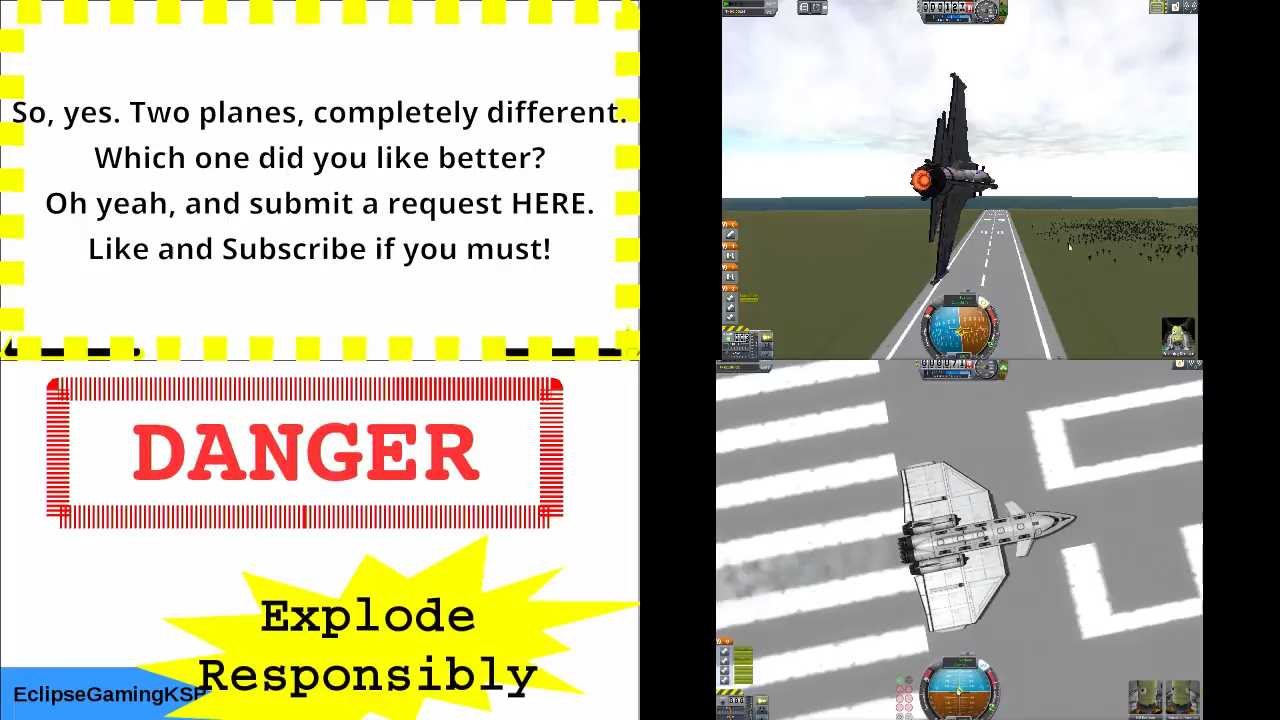 So, yes. Two planes, completely different.
Which one did you like better?
Oh yeah, and submit a request HERE.
Like and Subscribe if you must!
DANGER
Explode
Responsibly
EclipseGamingKSP